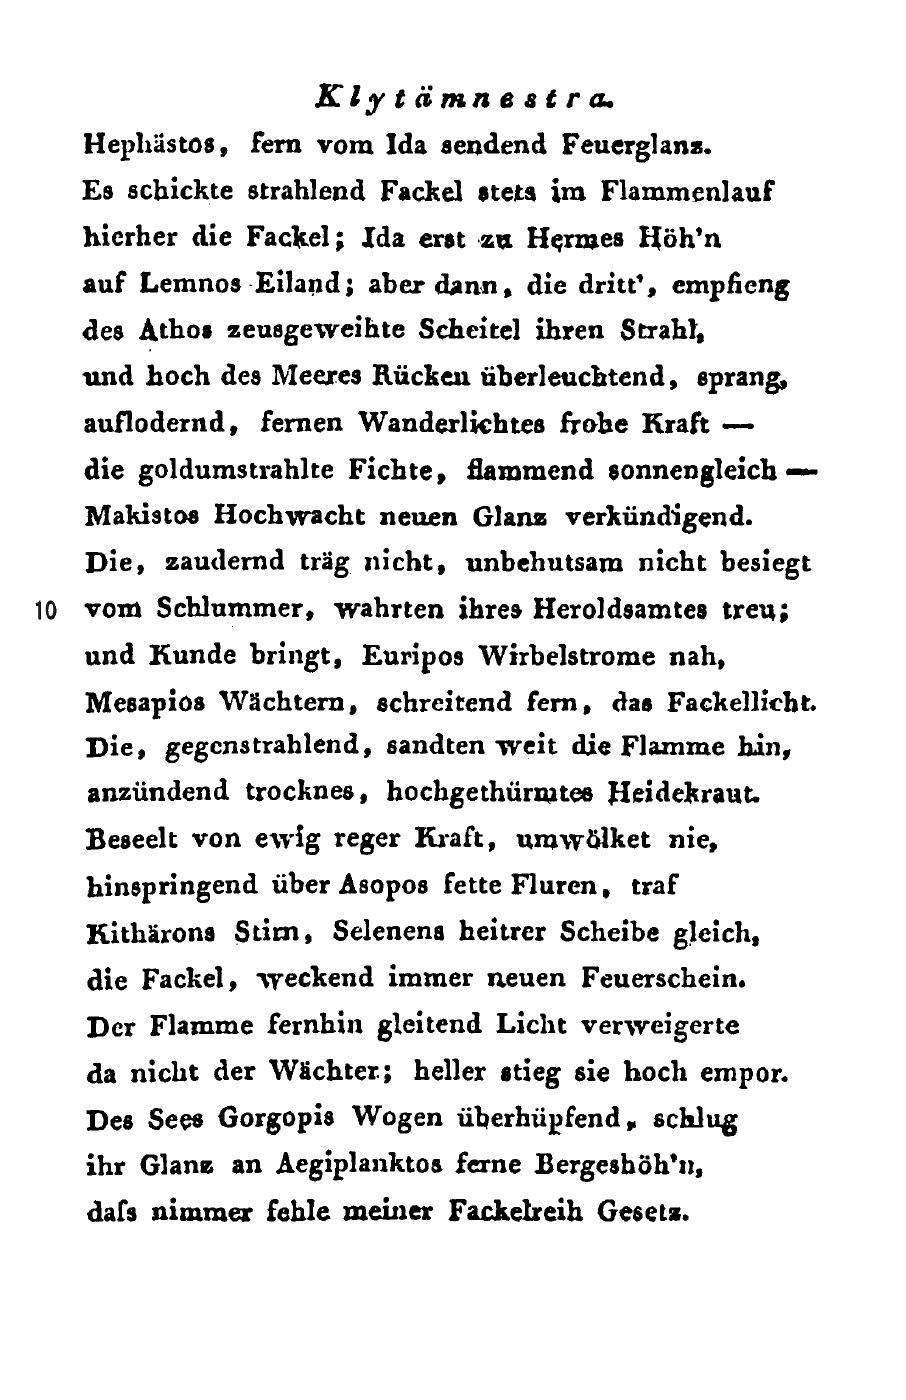 Klytämnestra.
Hephästos, fern vom Ida sendend Feuerglanz.
Es schickte strahlend Fackel stets im Flammenlauf
hierher die Fackel; Ida erst zu Hermes Höh'n
auf Lemnos Eiland; aber dann, die dritt', empfieng
des Athos zeusgeweihte Scheitel ihren Strahl,
und hoch des Meeres Rücken überleuchtend, sprang,
auflodernd, fernen Wanderlichtes frohe Kraft —
die goldumstrahlte Fichte, flammend sonnengleich —
Makistos Hochwacht neuen Glanz verkündigend.
Die, zaudernd träg nicht, unbehutsam nicht besiegt
10 vom Schlummer, wahrten ihres Heroldsamtes treu;
und Kunde bringt, Euripos Wirbelstrome nah,
Mesapios Wächtern, schreitend fern, das Fackellicht.
Die, gegenstrahlend, sandten weit die Flamme hin,
anzündend trocknes, hochgethürmtes Heidekraut.
Beseelt von ewig reger Kraft, umwölket nie,
hinspringend über Asopos fette Fluren, traf
Kithärons Stirn, Selenens heitrer Scheibe gleich,
die Fackel, weckend immer neuen Feuerschein.
Der Flamme fernhin gleitend Licht verweigerte
da nicht der Wächter; heller stieg sie hoch empor.
Des Sees Gorgopis Wogen überhüpfend, schlug
ihr Glanz an Aegiplanktos ferne Bergeshöh'n,
daſs nimmer fehle meiner Fackelreih Gesetz.